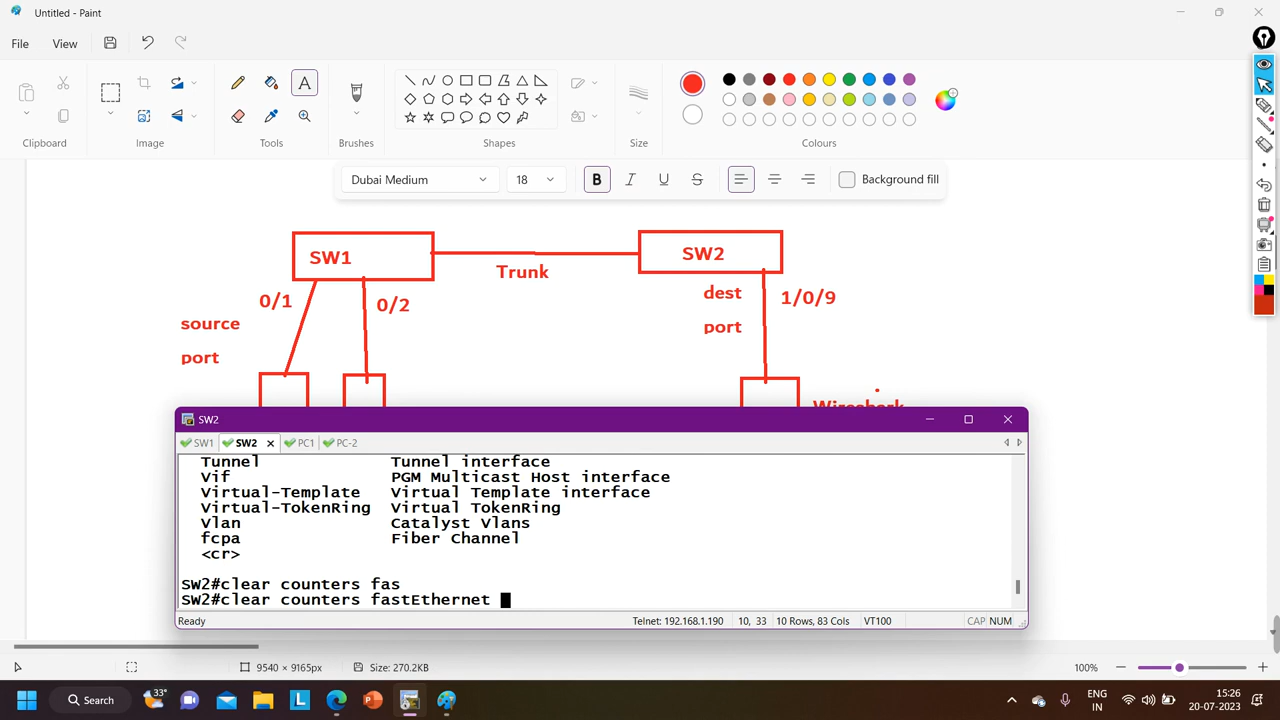 Untitled - Paint
File View
Clipboard
Image
Tools
Brushes
Shapes
Size
Colours
Dubai Medium
18
B I U S
Background fill
SW1
SW2
Trunk
0/1
0/2
source
port
dest
port
1/0/9
Wireshark
SW2
SW1 SW2 PC1 PC-2
Tunnel Tunnel interface
Vif PGM Multicast Host interface
Virtual-Template Virtual Template interface
Virtual-TokenRing Virtual TokenRing
Vlan Catalyst Vlans
fcpa Fiber Channel
<cr>
SW2#clear counters fas
SW2#clear counters fastEthernet
Ready Telnet: 192.168.1.190 10, 33 10 Rows, 83 Cols VT100 CAP NUM
9540 × 9165px Size: 270.2KB 100%
33°
Search
ENG
IN
15:26
20-07-2023